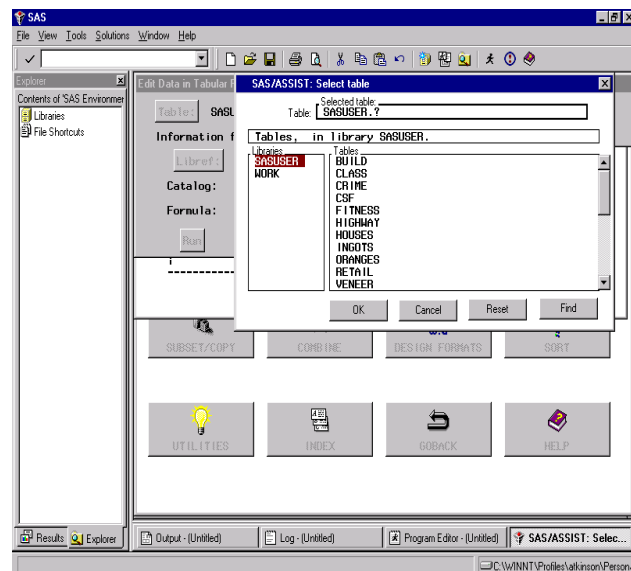 SAS
File View Tools Solutions Window Help
Explorer
Contents of 'SAS Environmer
Libraries
File Shortcuts
Edit Data in Tabular F
Table: SASU
Information f
Libref:
Catalog:
Formula:
Run
SAS/ASSIST: Select table
Selected table:
Table: SASUSER.?
Tables, in library SASUSER.
Libraries
SASUSER
WORK
Tables
BUILD
CLASS
CRIME
CSF
FITNESS
HIGHWAY
HOUSES
INGOTS
ORANGES
RETAIL
VENEER
OK Cancel Reset Find
SUBSET/COPY COMBINE DESIGN FORMATS SORT
UTILITIES INDEX GOBACK HELP
Results Explorer Output - (Untitled) Log - (Untitled) Program Editor - (Untitled) SAS/ASSIST: Selec...
C:\WINNT\Profiles\atkinson\Persona